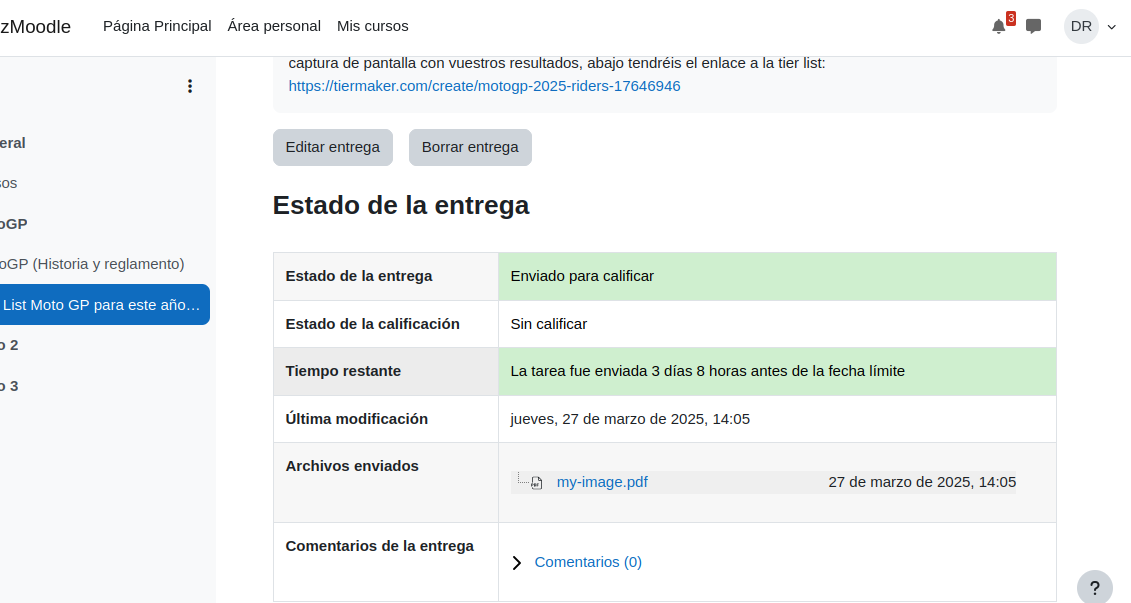 zMoodle
Página Principal
Área personal
Mis cursos
3
DR
captura de pantalla con vuestros resultados, abajo tendréis el enlace a la tier list:
https://tiermaker.com/create/motogp-2025-riders-17646946
eral
sos
oGP
oGP (Historia y reglamento)
List Moto GP para este año...
o 2
o 3
Editar entrega
Borrar entrega
Estado de la entrega
Estado de la entrega
Enviado para calificar
Estado de la calificación
Sin calificar
Tiempo restante
La tarea fue enviada 3 días 8 horas antes de la fecha límite
Última modificación
jueves, 27 de marzo de 2025, 14:05
Archivos enviados
my-image.pdf
27 de marzo de 2025, 14:05
Comentarios de la entrega
Comentarios (0)
?